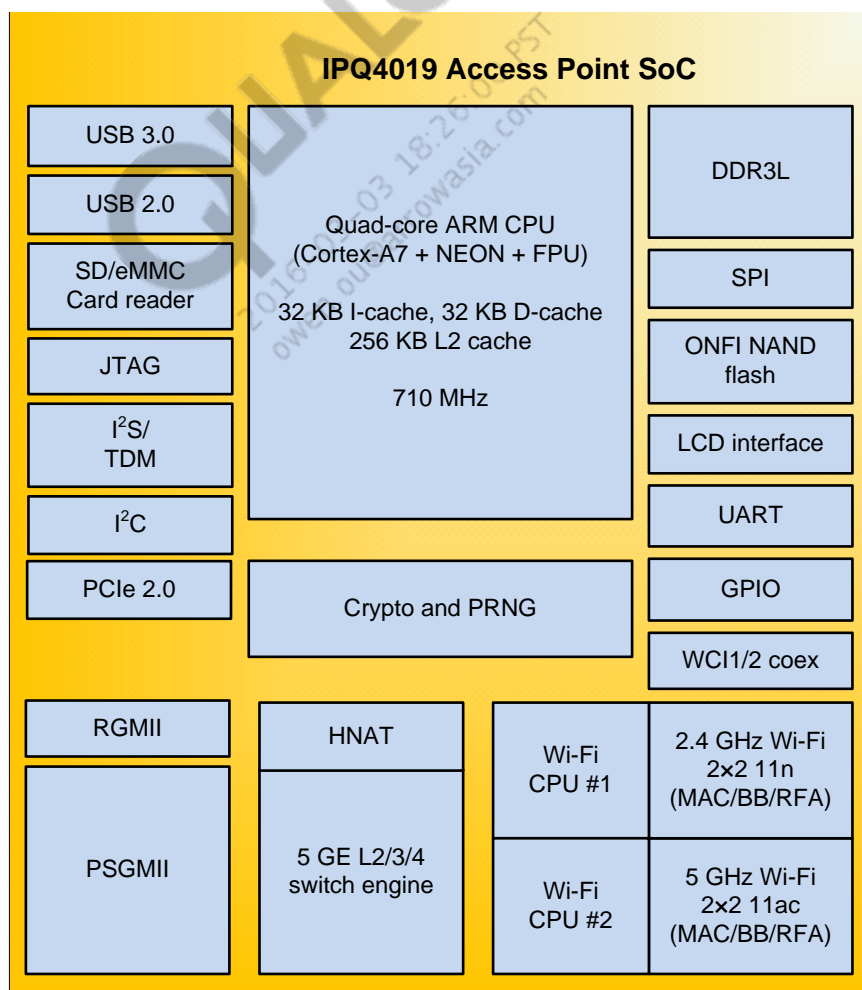 IPQ4019 Access Point SoC
USB 3.0
USB 2.0
SD/eMMC
Card reader
JTAG
I²S/
TDM
I²C
PCIe 2.0
Quad-core ARM CPU
(Cortex-A7 + NEON + FPU)
32 KB I-cache, 32 KB D-cache
256 KB L2 cache
710 MHz
Crypto and PRNG
DDR3L
SPI
ONFI NAND
flash
LCD interface
UART
GPIO
WCI1/2 coex
RGMII
PSGMII
HNAT
5 GE L2/3/4
switch engine
Wi-Fi
CPU #1
2.4 GHz Wi-Fi
2×2 11n
(MAC/BB/RFA)
Wi-Fi
CPU #2
5 GHz Wi-Fi
2×2 11ac
(MAC/BB/RFA)